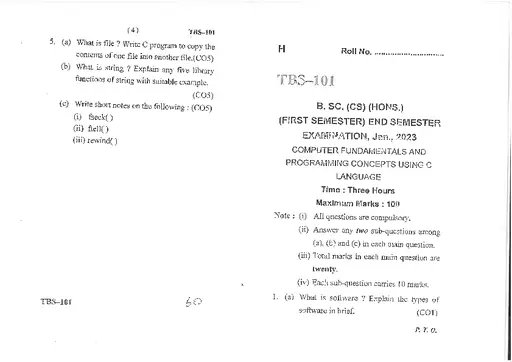 (4) TBS–101
5. (a) What is file ? Write C program to copy the
contents of one file into another file.(CO5)
(b) What is string ? Explain any five library
functions of string with suitable example.
(CO5)
(c) Write short notes on the following : (CO5)
(i) fseek( )
(ii) ftell( )
(iii) rewind( )
TBS–101 60
H Roll No. ..............................
TBS–101
B. SC. (CS) (HONS.)
(FIRST SEMESTER) END SEMESTER
EXAMINATION, Jan., 2023
COMPUTER FUNDAMENTALS AND
PROGRAMMING CONCEPTS USING C
LANGUAGE
Time : Three Hours
Maximum Marks : 100
Note : (i) All questions are compulsory.
(ii) Answer any two sub-questions among
(a), (b) and (c) in each main question.
(iii) Total marks in each main question are
twenty.
(iv) Each sub-question carries 10 marks.
1. (a) What is software ? Explain the types of
software in brief. (CO1)
P. T. O.